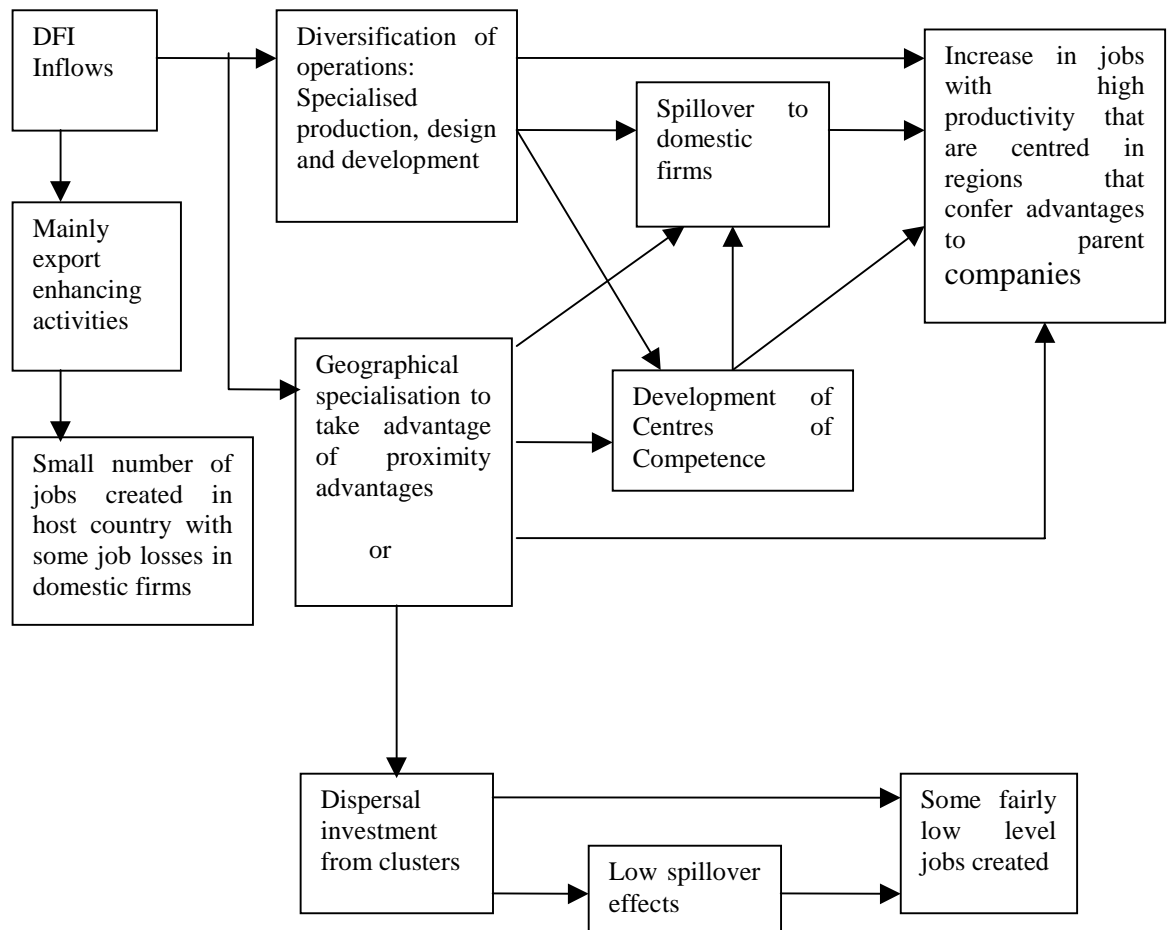 DFI
Inflows
Diversification of
operations:
Specialised
production, design
and development
Spillover to
domestic
firms
Increase in jobs
with high
productivity that
are centred in
regions that
confer advantages
to parent
companies
Mainly
export
enhancing
activities
Geographical
specialisation to
take advantage
of proximity
advantages
or
Development of
Centres of
Competence
Small number of
jobs created in
host country with
some job losses in
domestic firms
Dispersal
investment
from clusters
Low spillover
effects
Some fairly
low level
jobs created